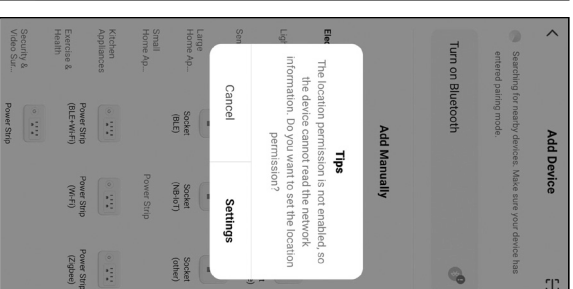 Add Device
Searching for nearby devices. Make sure your device has
entered pairing mode.
Turn on Bluetooth
Add Manually
Elec
Ligh
Large
Home Ap...
Small
Home Ap...
Kitchen
Appliances
Exercise &
Health
Security &
Video Sur...
Tips
The location permission is not enabled, so
the device cannot read the network
information. Do you want to set the location
permission?
Cancel
Settings
Socket
(BLE)
Socket
(NB-IoT)
Socket
(other)
Power Strip
Power Strip
(BLE+Wi-Fi)
Power Strip
(Wi-Fi)
Power Strip
(Zigbee)
Power Strip